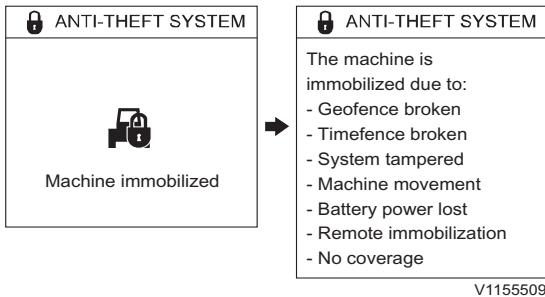 ANTI-THEFT SYSTEM
Machine immobilized
ANTI-THEFT SYSTEM
The machine is
immobilized due to:
- Geofence broken
- Timefence broken
- System tampered
- Machine movement
- Battery power lost
- Remote immobilization
- No coverage
V1155509